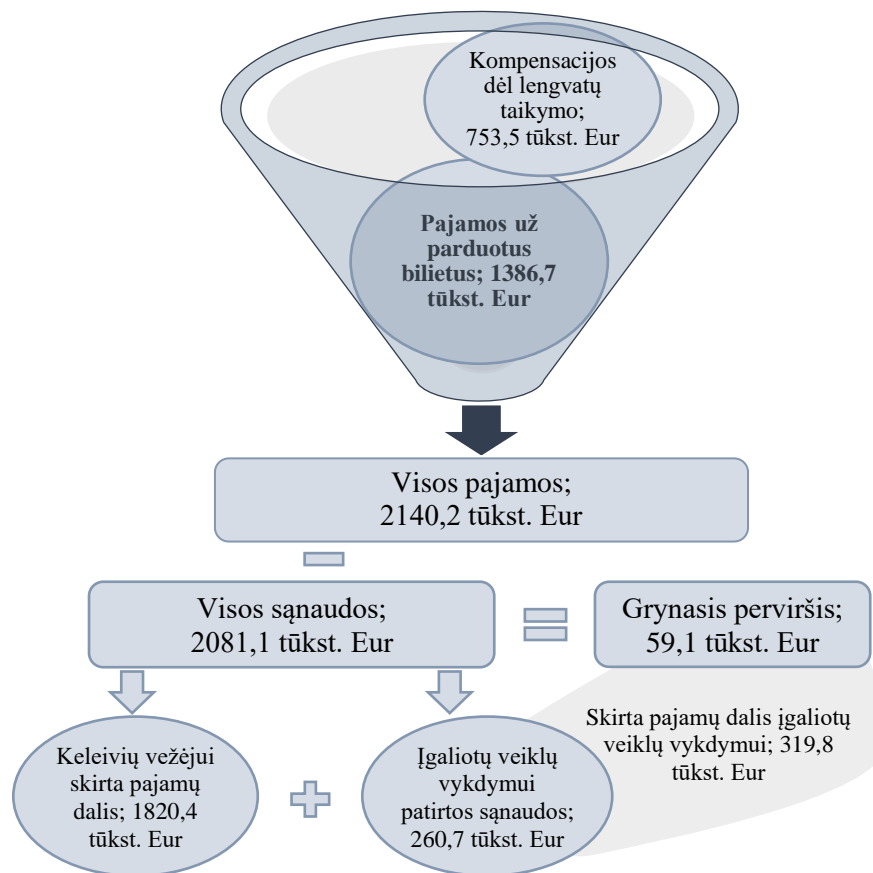 Kompensacijos
dėl lengvatų
taikymo;
753,5 tūkst. Eur
Pajamos už
parduotus
bilietus; 1386,7
tūkst. Eur
Visos pajamos;
2140,2 tūkst. Eur
Visos sąnaudos;
2081,1 tūkst. Eur
Grynasis perviršis;
59,1 tūkst. Eur
Keleivių vežėjui
skirta pajamų
dalis; 1820,4
tūkst. Eur
Įgaliotų veiklų
vykdymui
patirtos sąnaudos;
260,7 tūkst. Eur
Skirta pajamų dalis įgaliotų
veiklų vykdymui; 319,8
tūkst. Eur